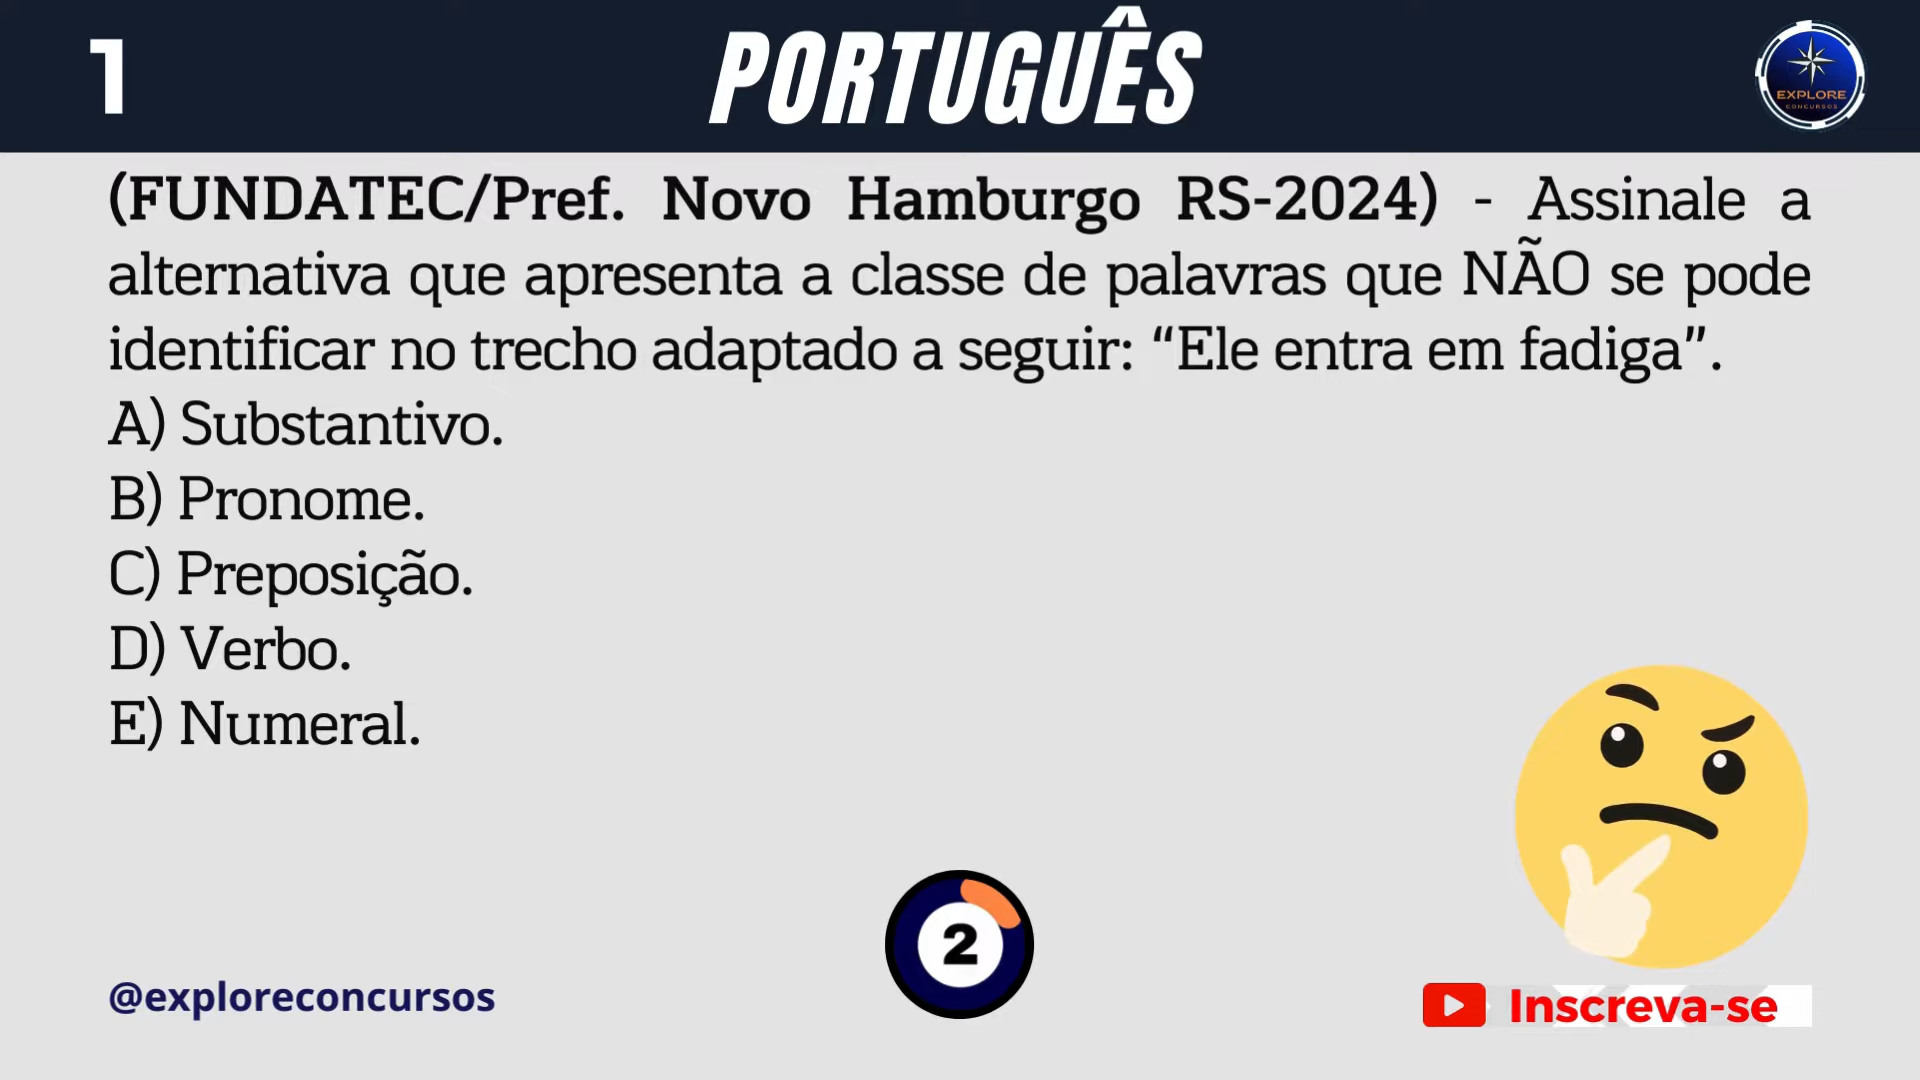 1
PORTUGUÊS
EXPLORE
CONCURSOS
(FUNDATEC/Pref. Novo Hamburgo RS-2024) - Assinale a
alternativa que apresenta a classe de palavras que NÃO se pode
identificar no trecho adaptado a seguir: “Ele entra em fadiga”.
A) Substantivo.
B) Pronome.
C) Preposição.
D) Verbo.
E) Numeral.
2
@exploreconcursos
Inscreva-se